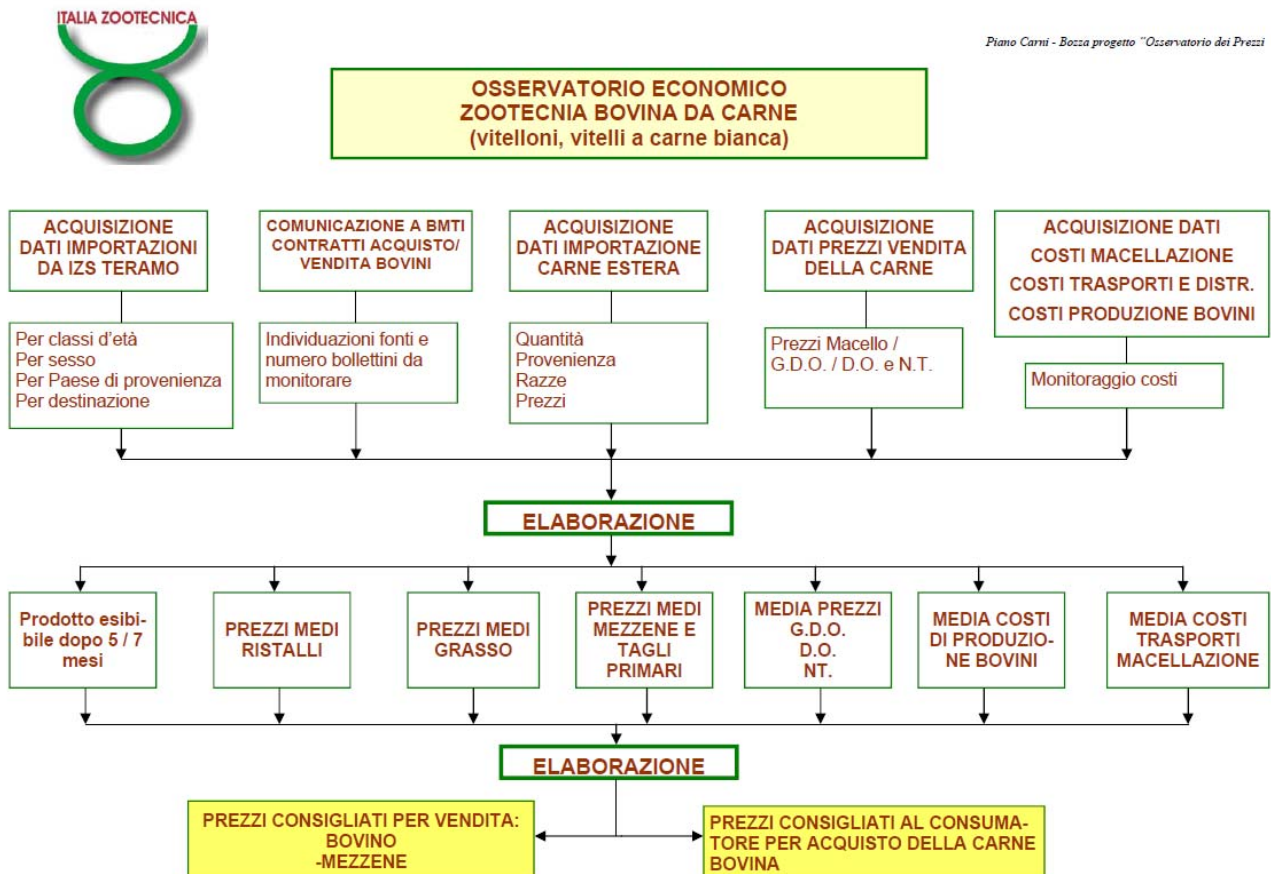 ITALIA ZOOTECNICA
Piano Carni - Bozza progetto "Osservatorio dei Prezzi
OSSERVATORIO ECONOMICO
ZOOTECNIA BOVINA DA CARNE
(vitelloni, vitelli a carne bianca)
ACQUISIZIONE
DATI IMPORTAZIONI
DA IZS TERAMO
COMUNICAZIONE A BMTI
CONTRATTI ACQUISTO/
VENDITA BOVINI
ACQUISIZIONE
DATI IMPORTAZIONE
CARNE ESTERA
ACQUISIZIONE
DATI PREZZI VENDITA
DELLA CARNE
ACQUISIZIONE DATI
COSTI MACELLAZIONE
COSTI TRASPORTI E DISTR.
COSTI PRODUZIONE BOVINI
Per classi d'età
Per sesso
Per Paese di provenienza
Per destinazione
Individuazioni fonti e
numero bollettini da
monitorare
Quantità
Provenienza
Razze
Prezzi
Prezzi Macello /
G.D.O. / D.O. e N.T.
Monitoraggio costi
ELABORAZIONE
Prodotto esibi-
bile dopo 5 / 7
mesi
PREZZI MEDI
RISTALLI
PREZZI MEDI
GRASSO
PREZZI MEDI
MEZZENE E
TAGLI
PRIMARI
MEDIA PREZZI
G.D.O.
D.O.
NT.
MEDIA COSTI
DI PRODUZIO-
NE BOVINI
MEDIA COSTI
TRASPORTI
MACELLAZIONE
ELABORAZIONE
PREZZI CONSIGLIATI PER VENDITA:
BOVINO
-MEZZENE
PREZZI CONSIGLIATI AL CONSUMA-
TORE PER ACQUISTO DELLA CARNE
BOVINA